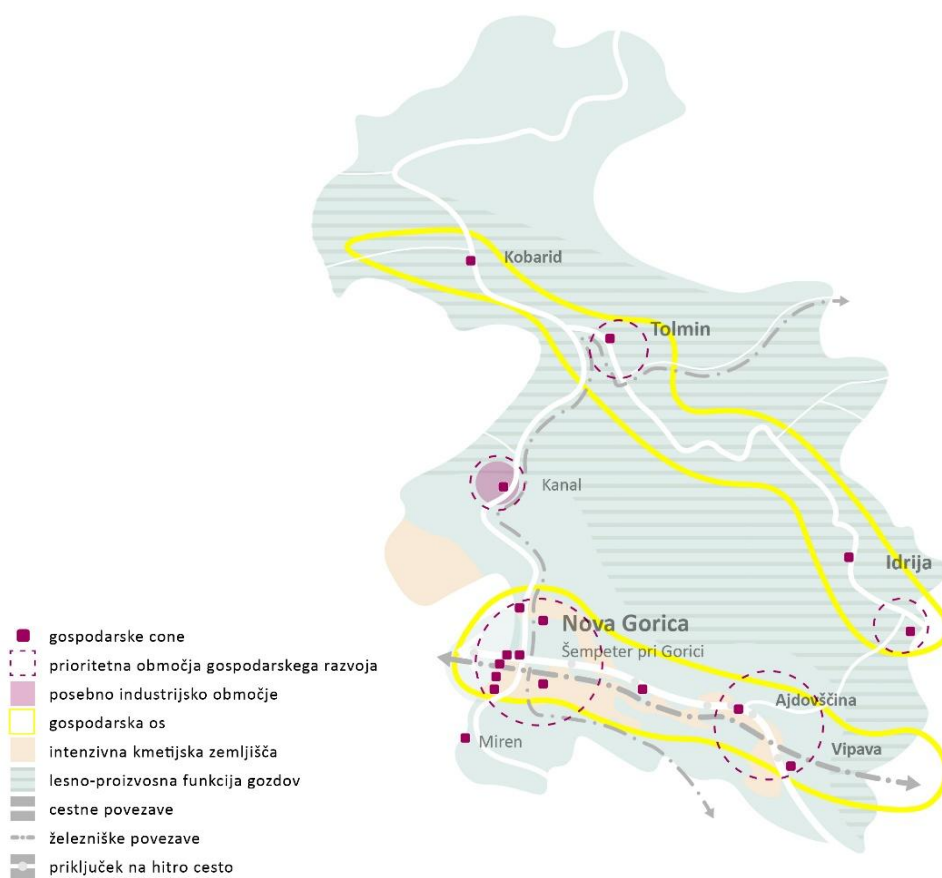 Kobarid
Tolmin
Kanal
Idrija
Nova Gorica
Šempeter pri Gorici
Ajdovščina
Miren
Vipava
gospodarske cone
prioritetna območja gospodarskega razvoja
posebno industrijsko območje
gospodarska os
intenzivna kmetijska zemljišča
lesno-proizvosna funkcija gozdov
cestne povezave
železniške povezave
priključek na hitro cesto